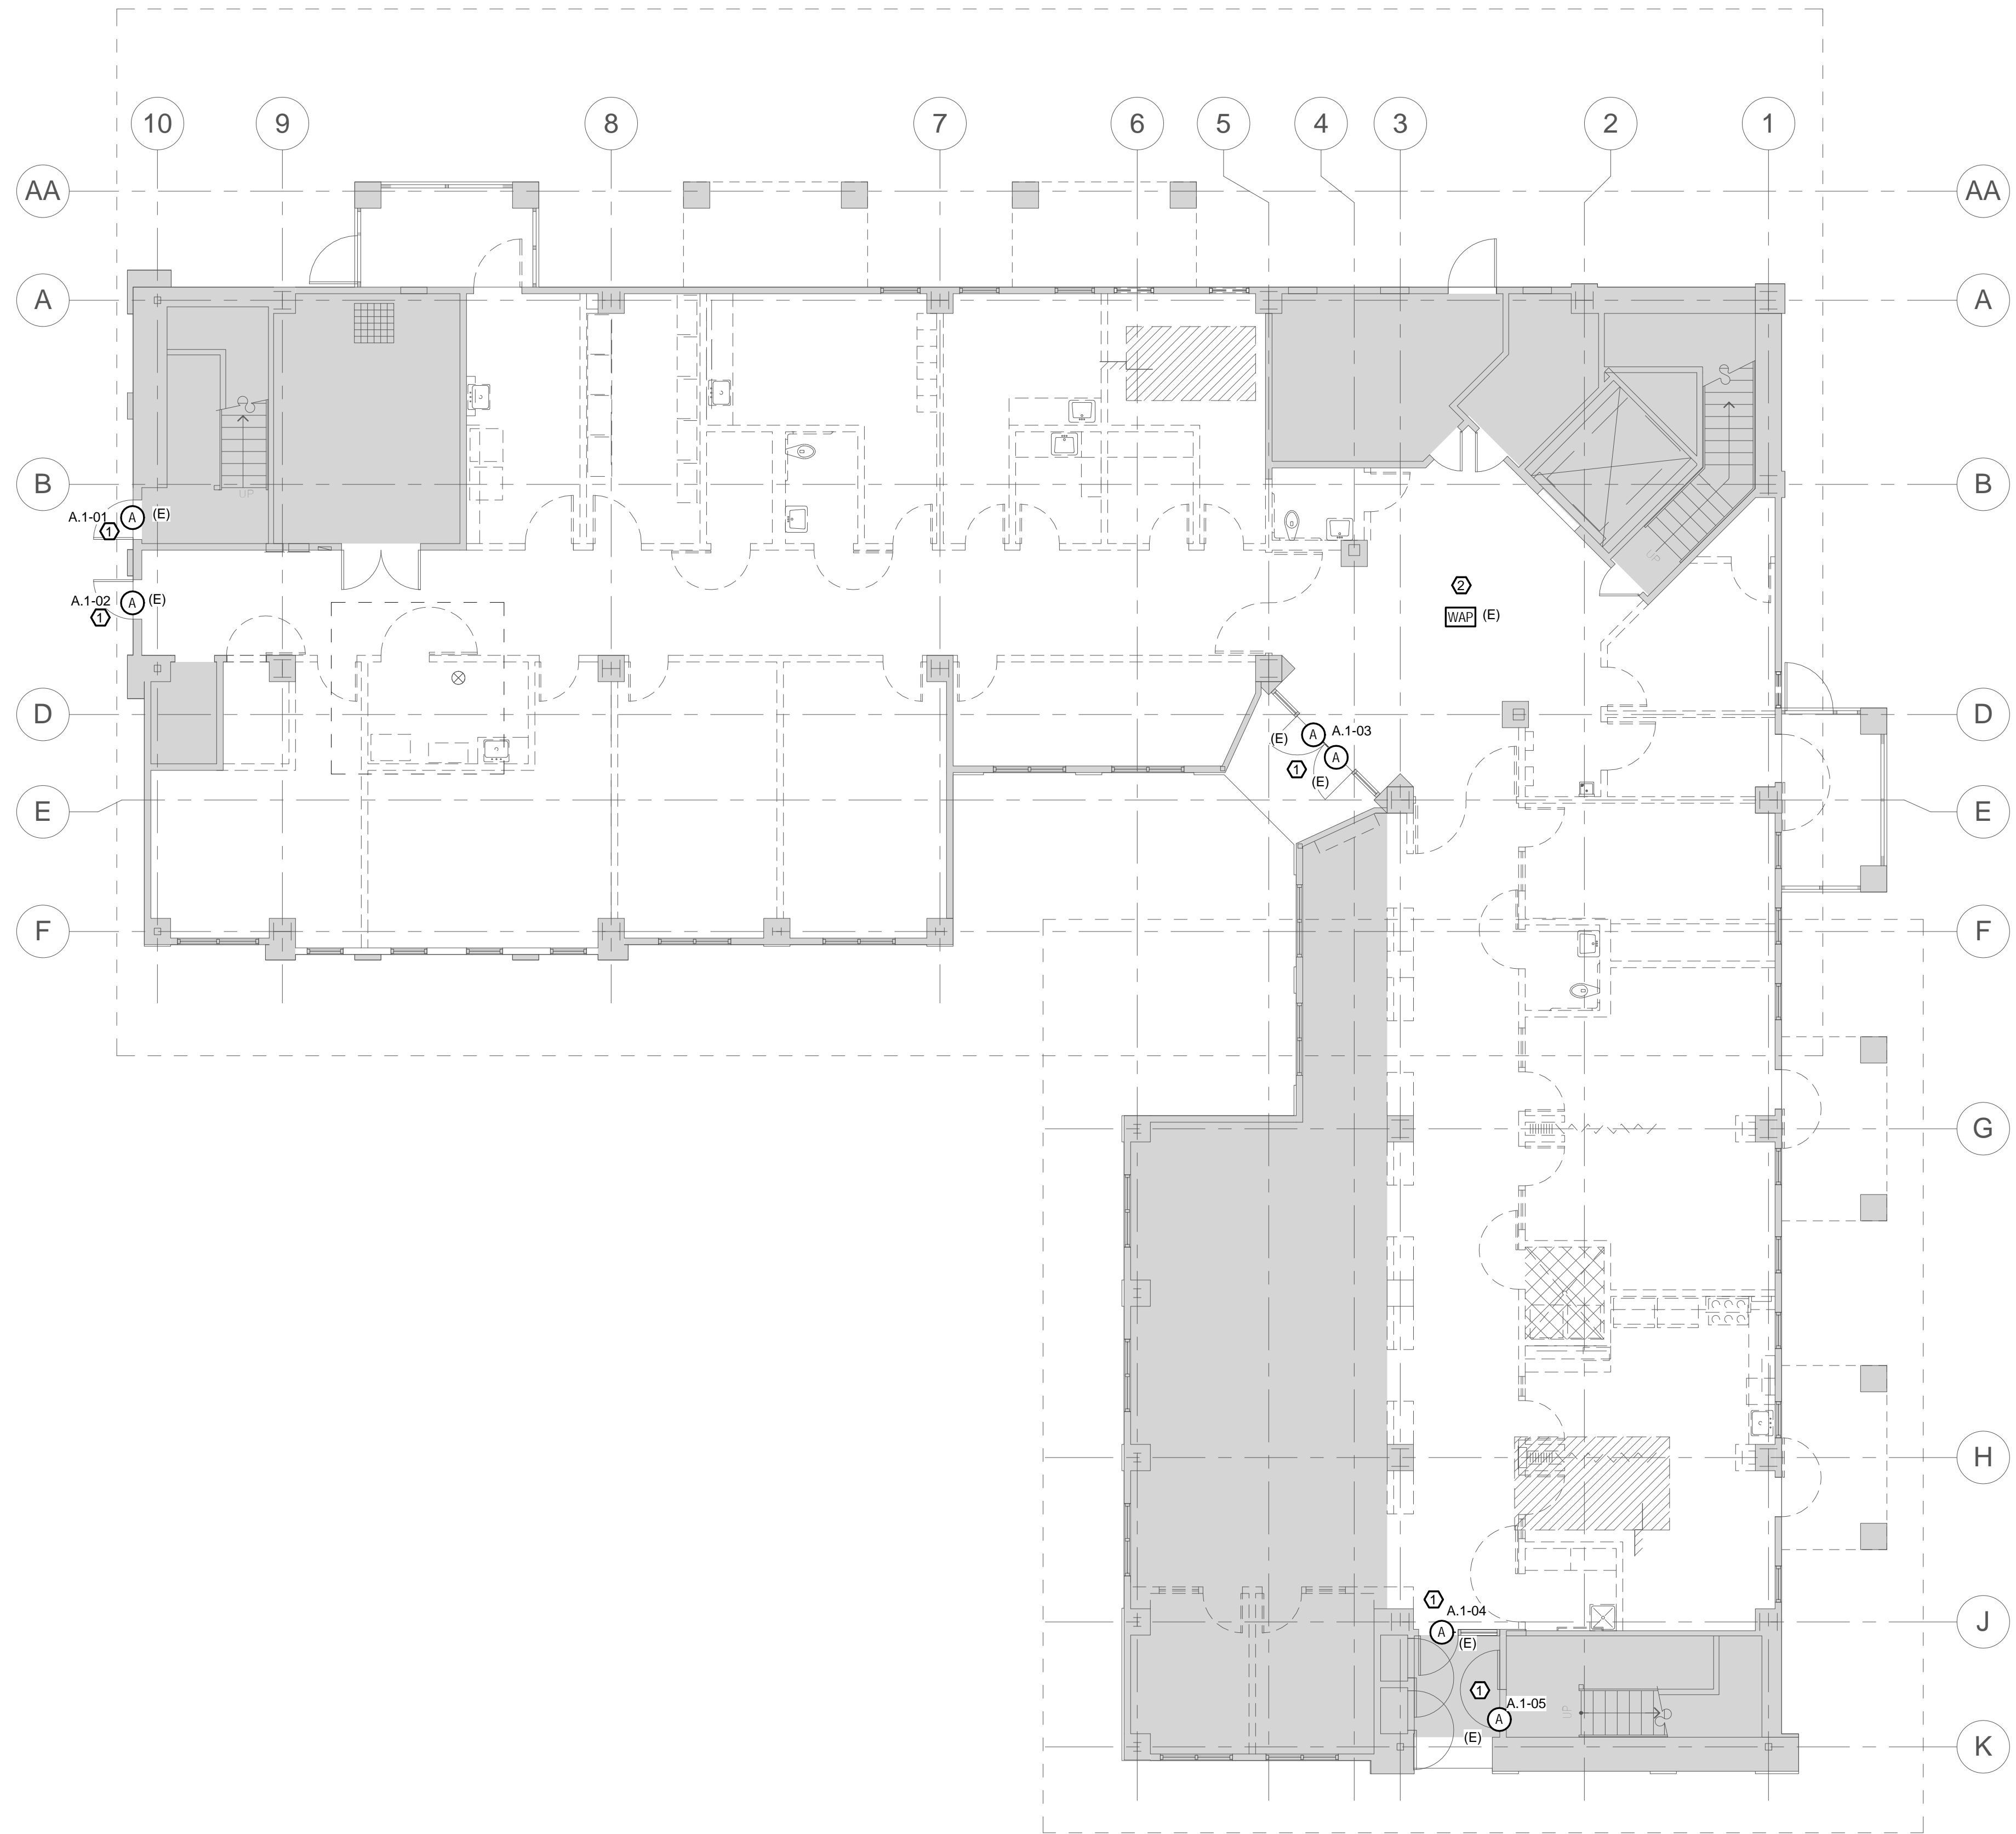 10 9 8 7 6 5 4 3 2 1
AA AA
A A
B B
UP
A.1-01 A (E)
1
UP
A.1-02 A (E)
1
2
WAP (E)
D D
A A.1-03
(E)
1 A
(E)
E E
F F
G
H
1
A.1-04
J
A (E)
1
A.1-05
UP
A
(E)
K